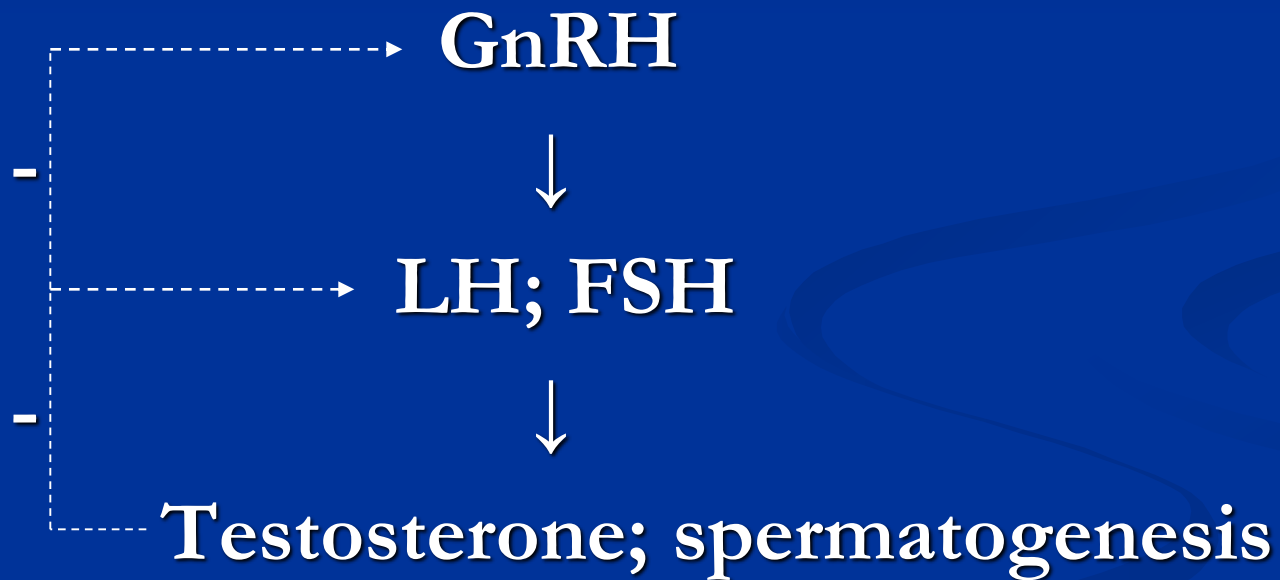 GnRH
↓
-
LH; FSH
↓
-
Testosterone; spermatogenesis